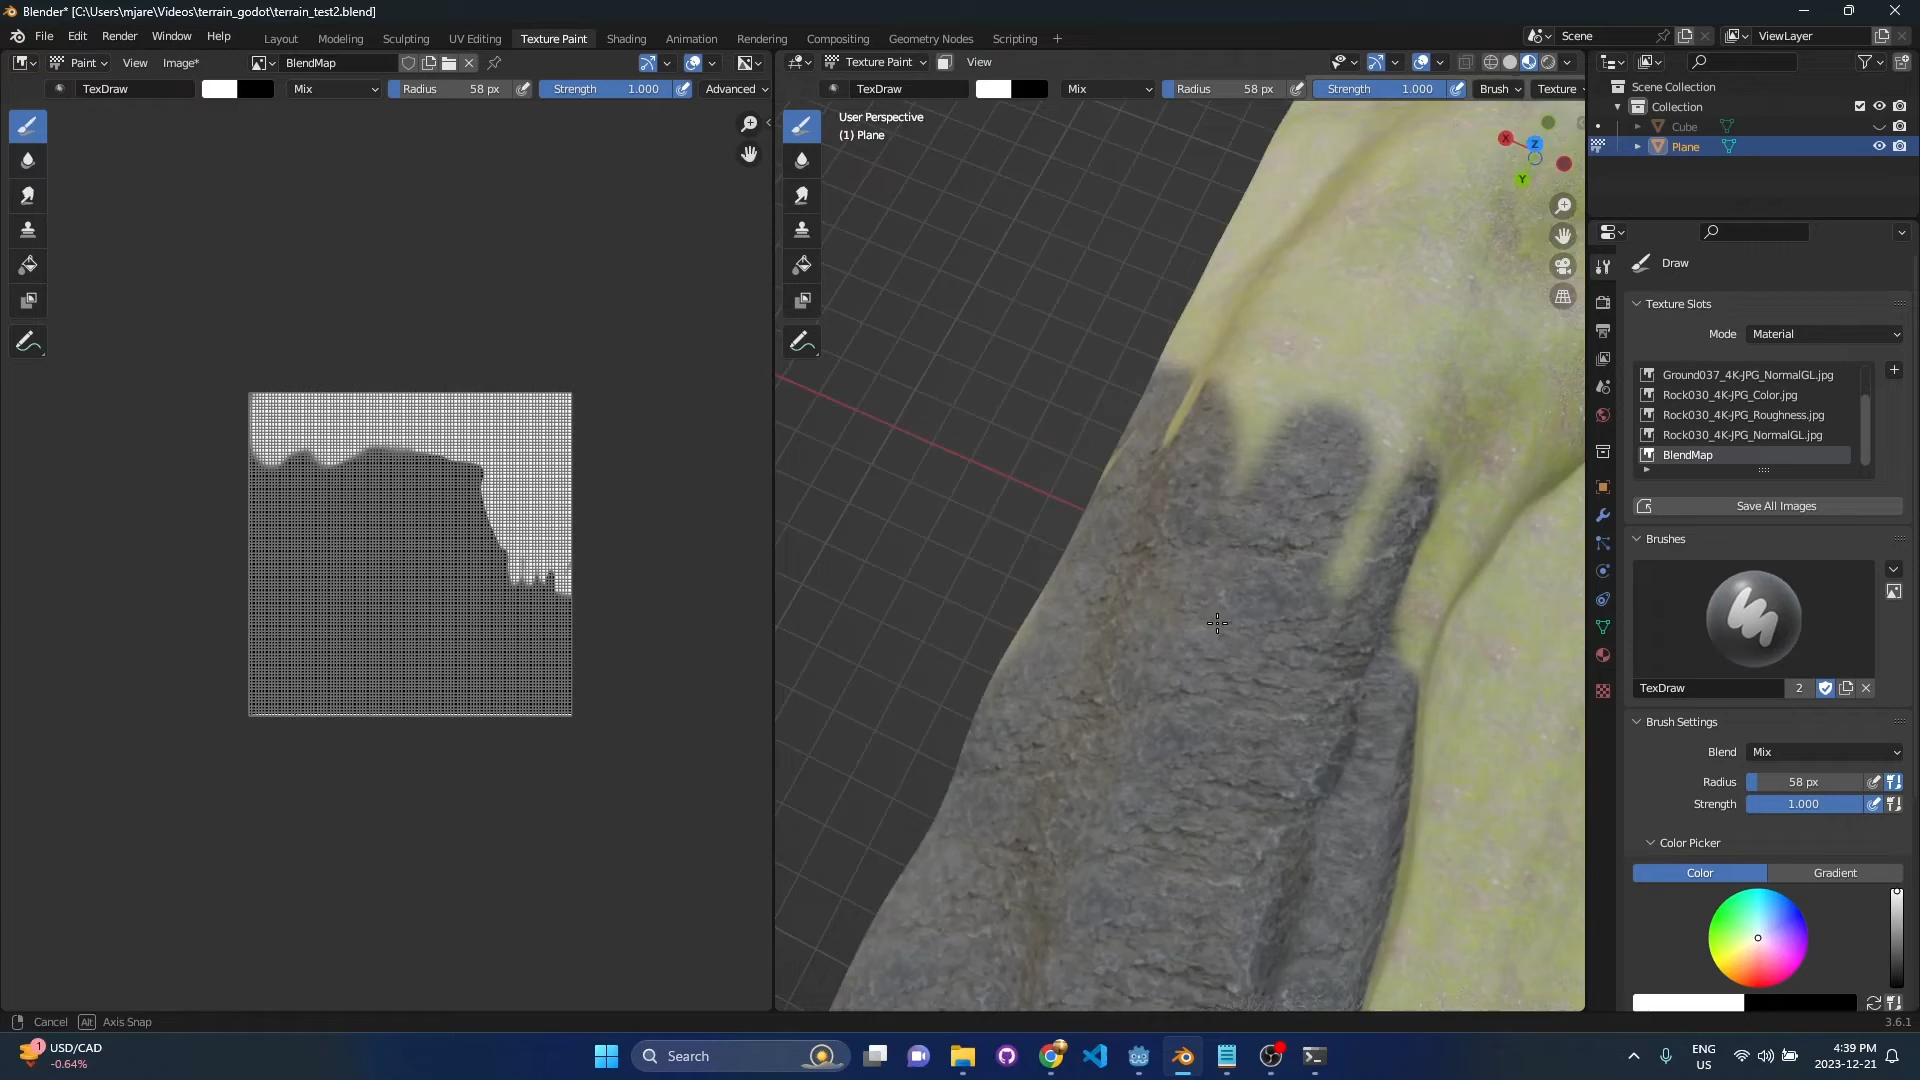 Blender* [C:\Users\mjare\Videos\terrain_godot\terrain_test2.blend]
File Edit Render Window Help Layout Modeling Sculpting UV Editing Texture Paint Shading Animation Rendering Compositing Geometry Nodes Scripting + Scene ViewLayer
Paint View Image* BlendMap Texture Paint View
TexDraw Mix Radius 58 px Strength 1.000 Advanced TexDraw Mix Radius 58 px Strength 1.000 Brush Texture
Scene Collection
Collection
Cube
Plane
User Perspective
(1) Plane
X
Z
Y
Draw
Texture Slots
Mode Material
Ground037_4K-JPG_NormalGL.jpg
Rock030_4K-JPG_Color.jpg
Rock030_4K-JPG_Roughness.jpg
Rock030_4K-JPG_NormalGL.jpg
BlendMap
Save All Images
Brushes
TexDraw 2
Brush Settings
Blend Mix
Radius 58 px
Strength 1.000
Color Picker
Color Gradient
Cancel Alt Axis Snap 3.6.1
1 USD/CAD
-0.64%
Search
ENG
US
4:39 PM
2023-12-21